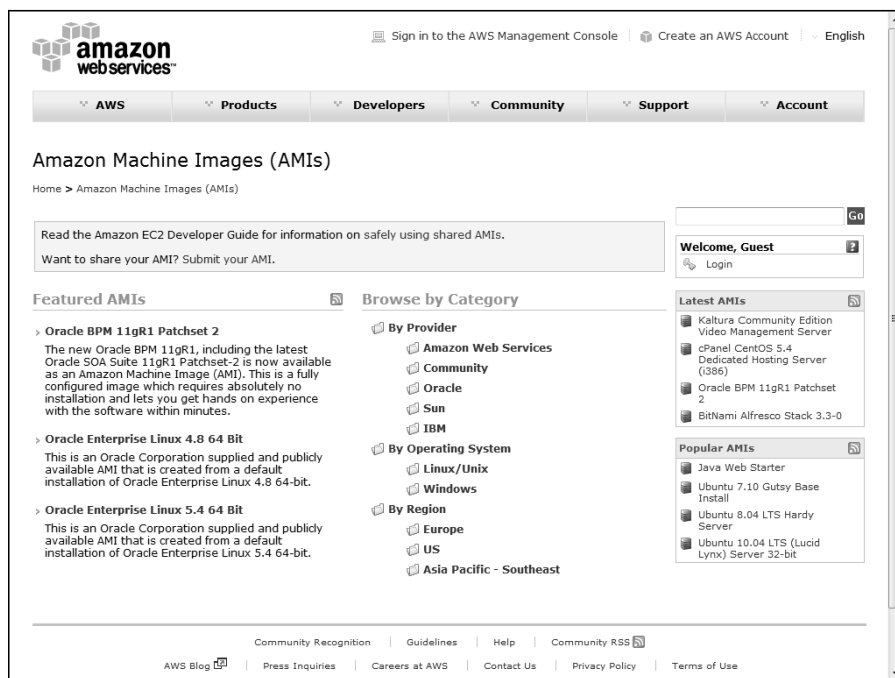 amazon
webservices™
Sign in to the AWS Management Console
Create an AWS Account
English
AWS
Products
Developers
Community
Support
Account
Amazon Machine Images (AMIs)
Home > Amazon Machine Images (AMIs)
Go
Read the Amazon EC2 Developer Guide for information on safely using shared AMIs.
Want to share your AMI? Submit your AMI.
Welcome, Guest
?
Login
Featured AMIs
Oracle BPM 11gR1 Patchset 2
The new Oracle BPM 11gR1, including the latest
Oracle SOA Suite 11gR1 Patchset-2 is now available
as an Amazon Machine Image (AMI). This is a fully
configured image which requires absolutely no
installation and lets you get hands on experience
with the software within minutes.
Oracle Enterprise Linux 4.8 64 Bit
This is an Oracle Corporation supplied and publicly
available AMI that is created from a default
installation of Oracle Enterprise Linux 4.8 64-bit.
Oracle Enterprise Linux 5.4 64 Bit
This is an Oracle Corporation supplied and publicly
available AMI that is created from a default
installation of Oracle Enterprise Linux 5.4 64-bit.
Browse by Category
By Provider
Amazon Web Services
Community
Oracle
Sun
IBM
By Operating System
Linux/Unix
Windows
By Region
Europe
US
Asia Pacific - Southeast
Latest AMIs
Kaltura Community Edition
Video Management Server
cPanel CentOS 5.4
Dedicated Hosting Server
(i386)
Oracle BPM 11gR1 Patchset
2
BitNami Alfresco Stack 3.3-0
Popular AMIs
Java Web Starter
Ubuntu 7.10 Gutsy Base
Install
Ubuntu 8.04 LTS Hardy
Server
Ubuntu 10.04 LTS (Lucid
Lynx) Server 32-bit
Community Recognition | Guidelines | Help | Community RSS
AWS Blog | Press Inquiries | Careers at AWS | Contact Us | Privacy Policy | Terms of Use